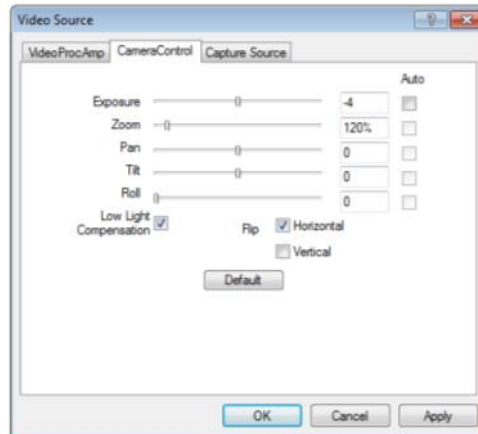 Video Source
VideoProcAmp CameraControl Capture Source
Auto
Exposure -4
Zoom 120%
Pan 0
Tilt 0
Roll 0
Low Light
Compensation Flip Horizontal
Vertical
Default
OK Cancel Apply